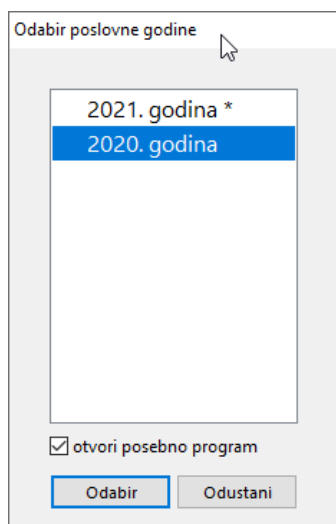 Odabir poslovne godine
2021. godina *
2020. godina
otvori posebno program
Odabir
Odustani